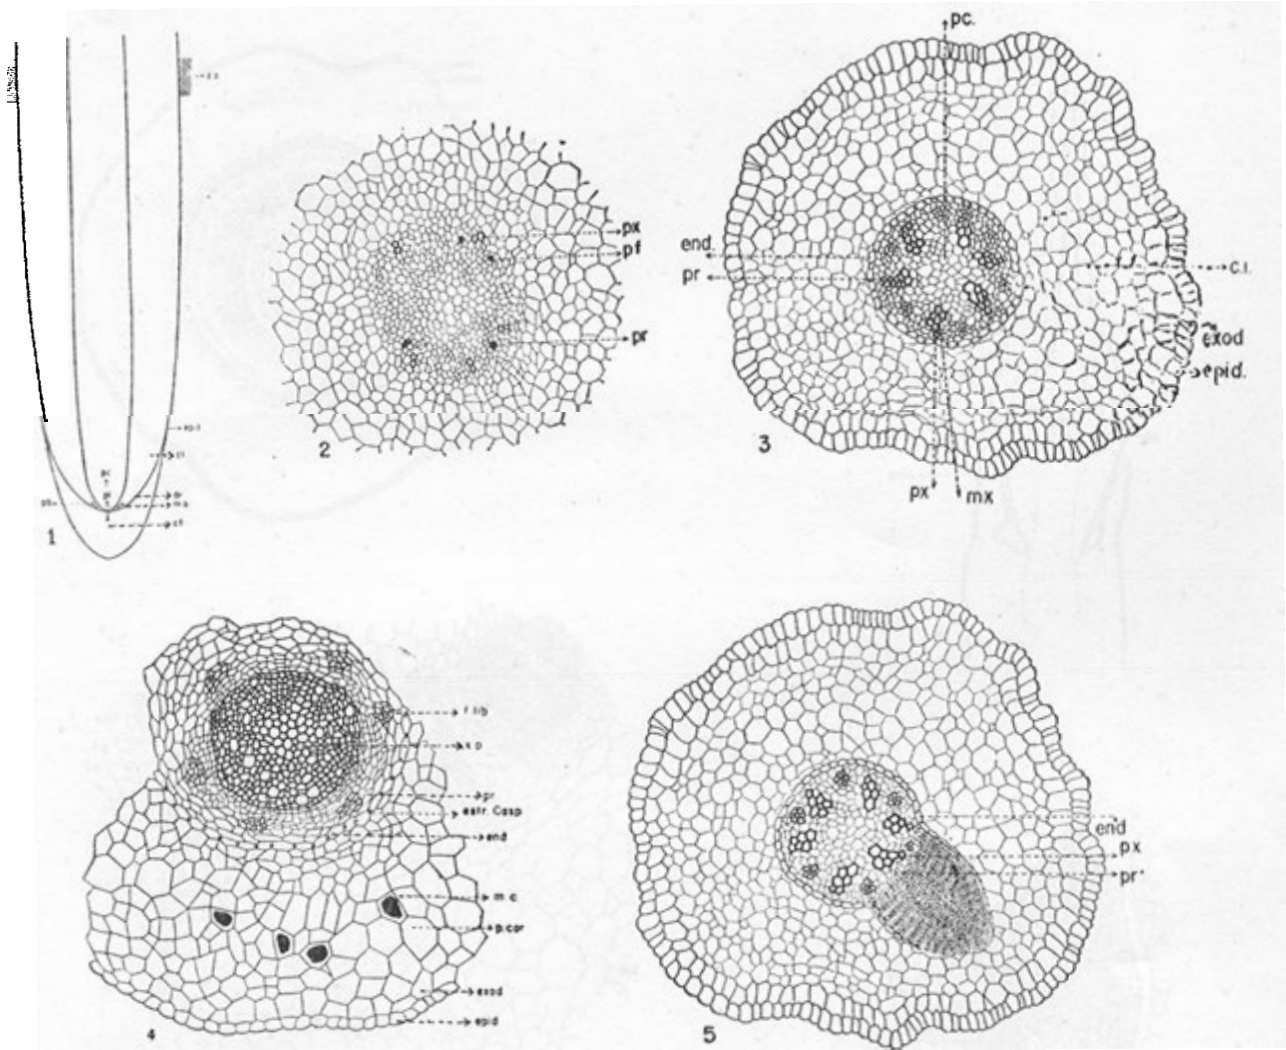 px
pf
pr
2
pc.
end.
pr
c.l.
exod
epid.
px
mx
3
1
f. lib
x p
pr
estr. Casp
end
m c
p.cor
exod
epid
4
end
px
pr
5